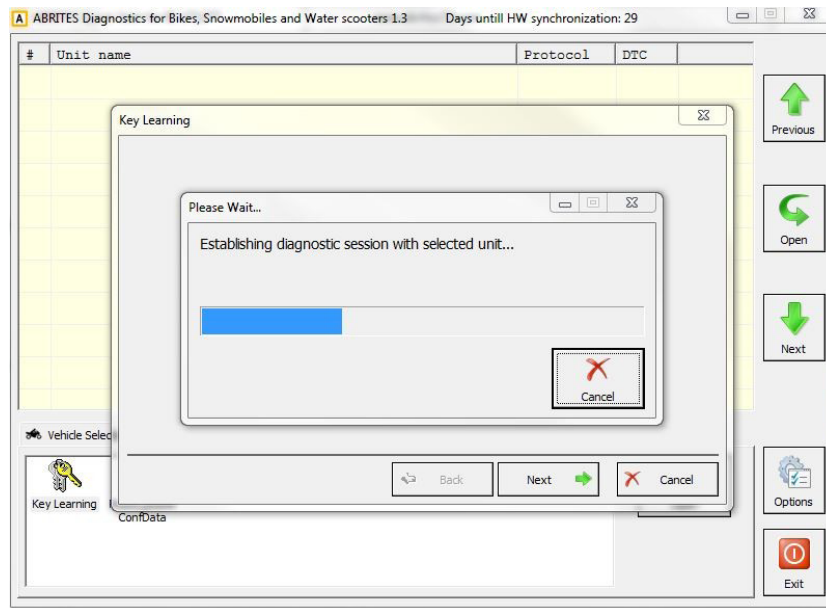 A ABRITES Diagnostics for Bikes, Snowmobiles and Water scooters 1.3 Days untill HW synchronization: 29
# Unit name Protocol DTC
Key Learning
Previous
Please Wait...
Establishing diagnostic session with selected unit...
Open
Next
Cancel
Vehicle Selec
Back Next Cancel
Key Learning
ConfData
Options
Exit